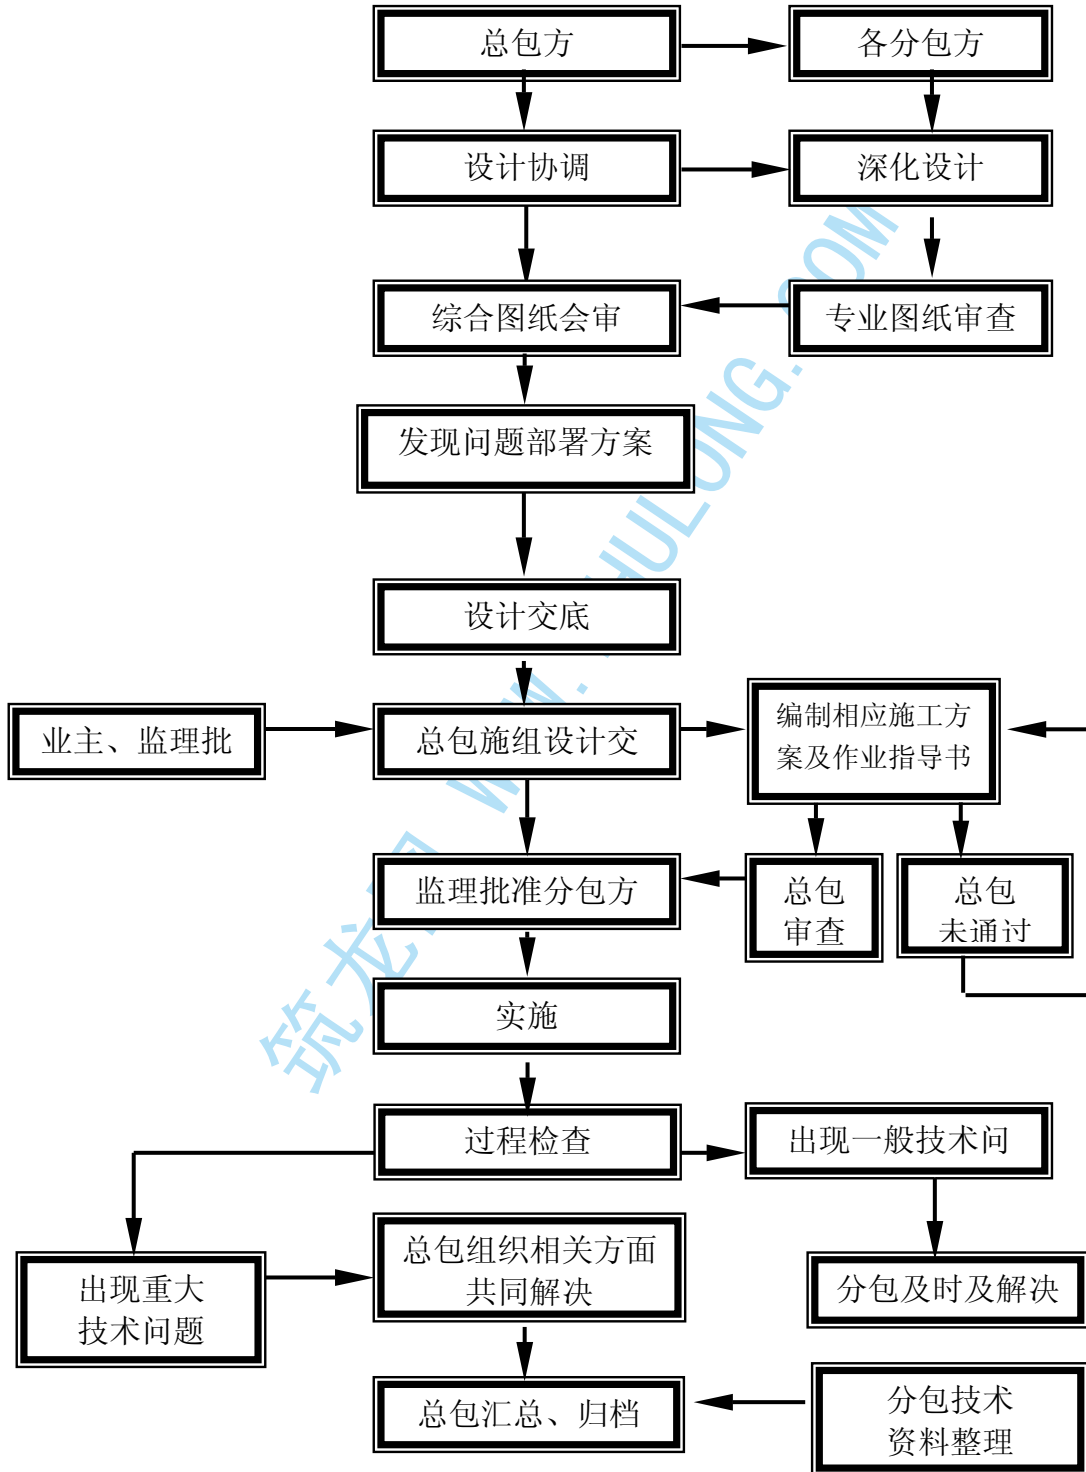 总包方
各分包方
设计协调
深化设计
综合图纸会审
专业图纸审查
发现问题部署方案
设计交底
业主、监理批
总包施组设计交
编制相应施工方
案及作业指导书
监理批准分包方
总包
审查
总包
未通过
实施
过程检查
出现一般技术问
出现重大
技术问题
总包组织相关方面
共同解决
分包及时及解决
总包汇总、归档
分包技术
资料整理